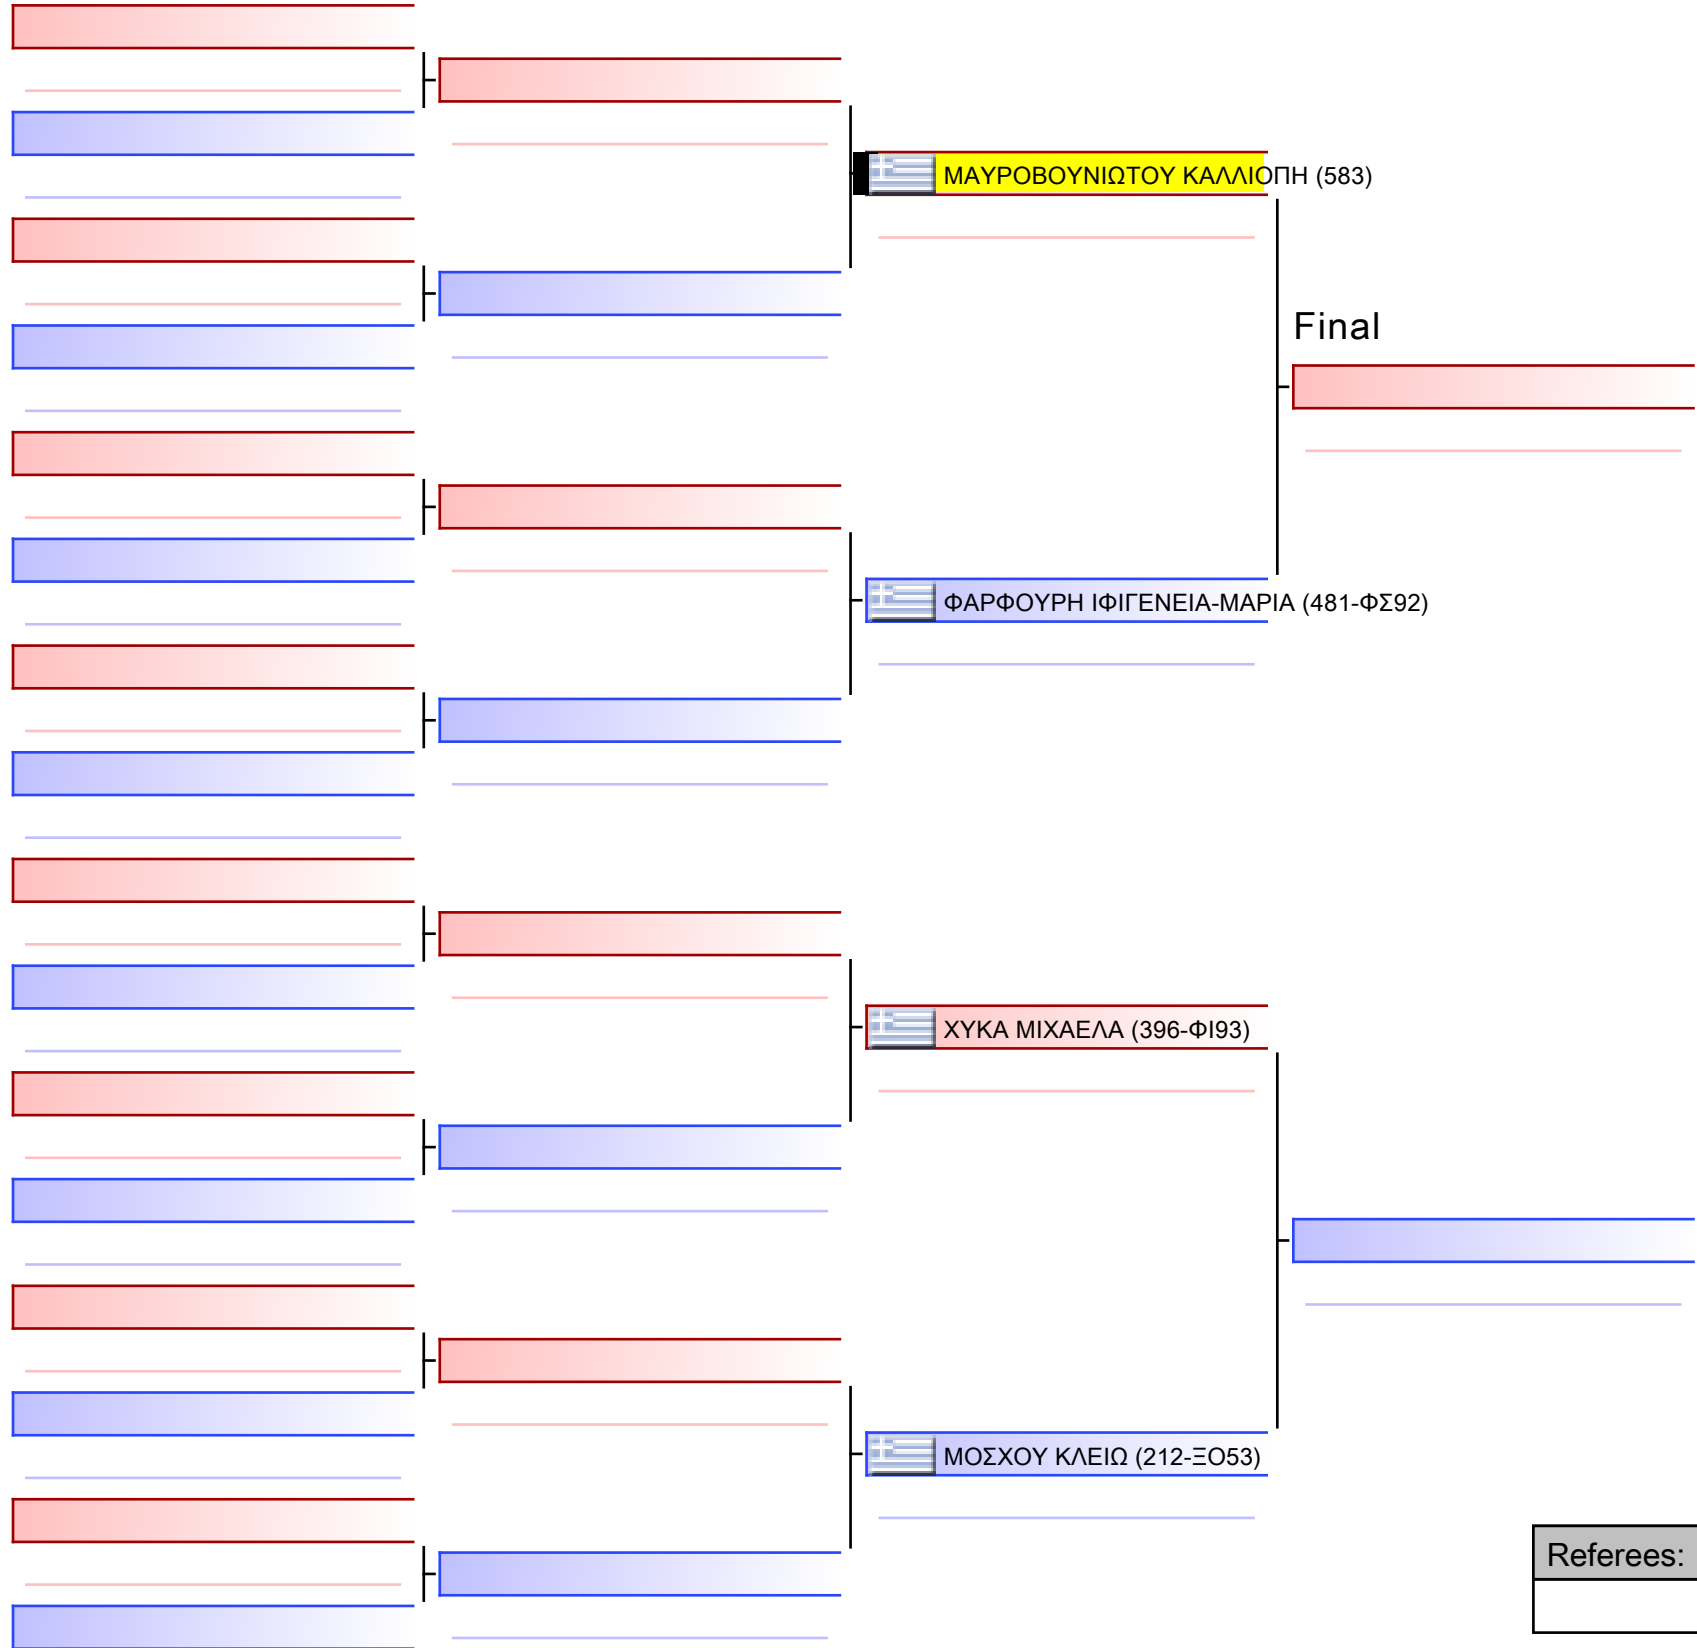 ΜΑΥΡΟΒΟΥΝΙΩΤΟΥ ΚΑΛΛΙΟΠΗ (583)
Final
ΦΑΡΦΟΥΡΗ ΙΦΙΓΕΝΕΙΑ-ΜΑΡΙΑ (481-ΦΣ92)
ΧΥΚΑ ΜΙΧΑΕΛΑ (396-ΦΙ93)
ΜΟΣΧΟΥ ΚΛΕΙΩ (212-ΞΟ53)
Referees: